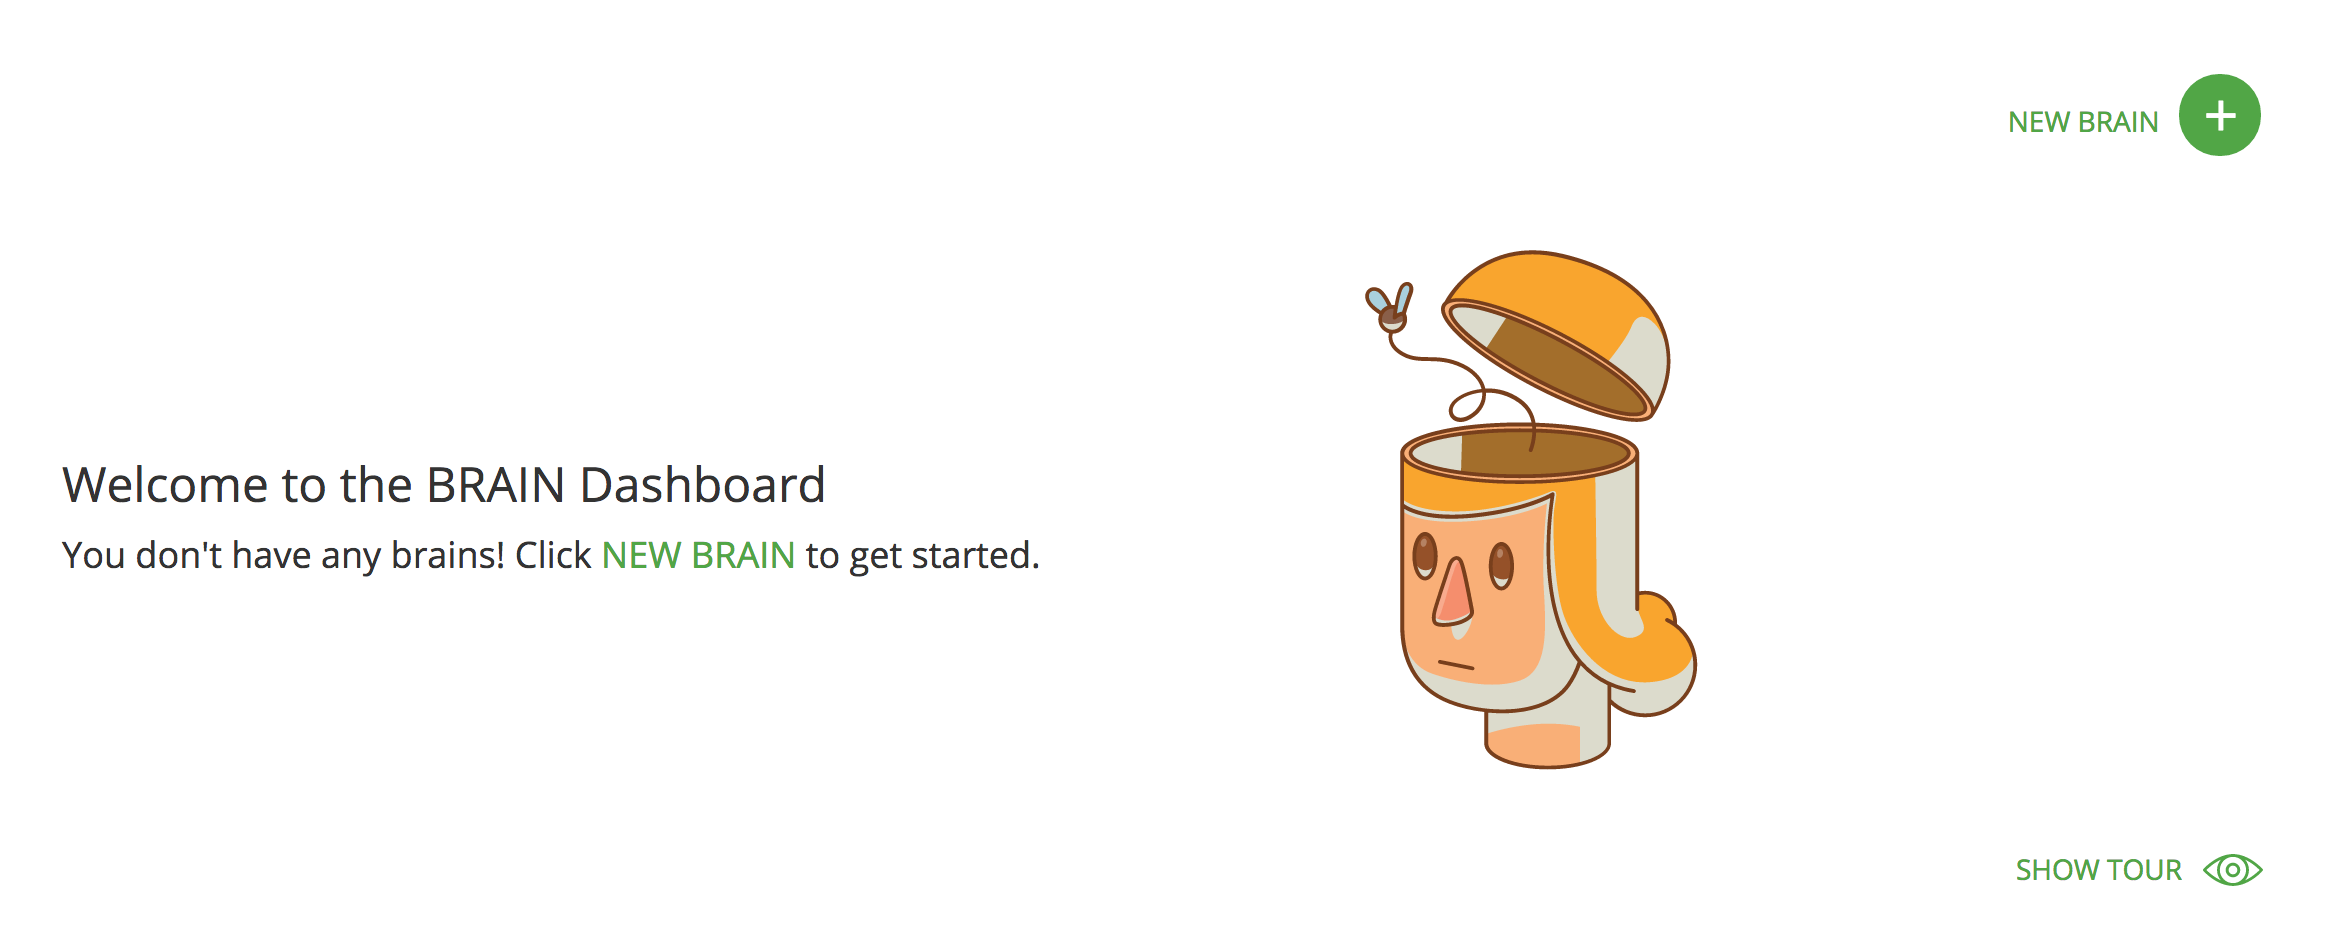 NEW BRAIN
Welcome to the BRAIN Dashboard
You don't have any brains! Click NEW BRAIN to get started.
SHOW TOUR